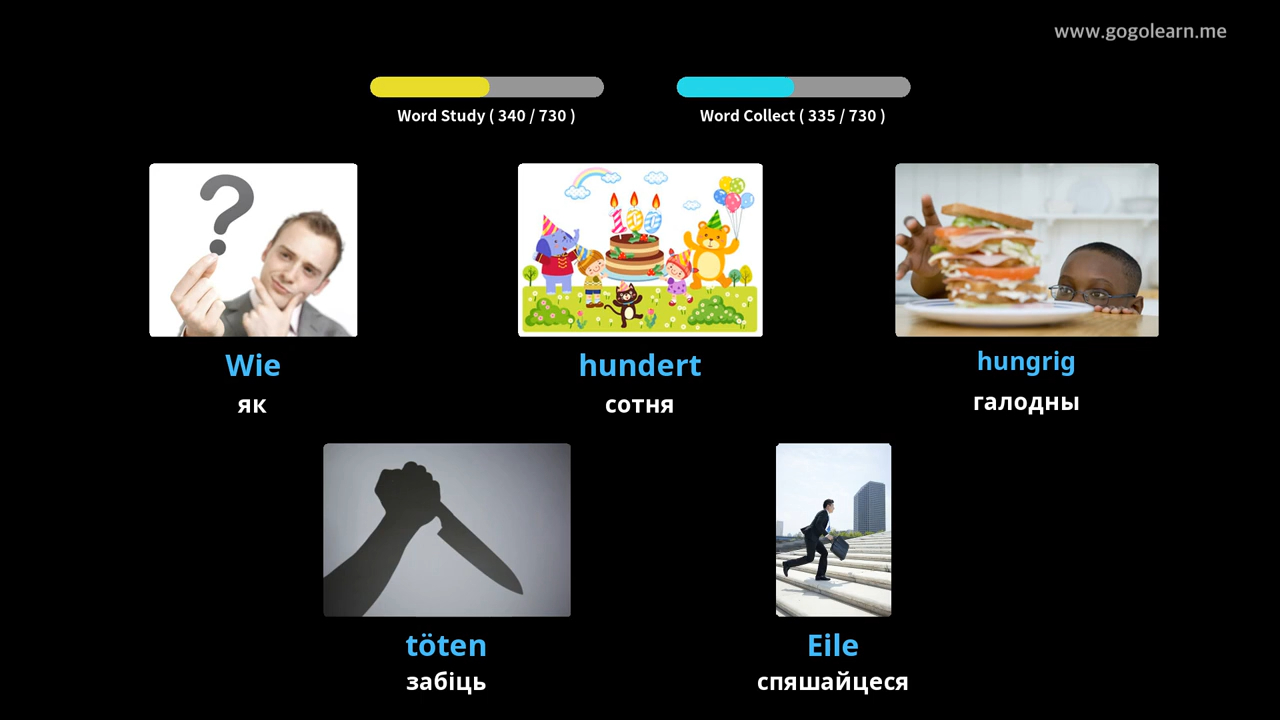 www.gogolearn.me
Word Study ( 340 / 730 )
Word Collect ( 335 / 730 )
100
Wie
hundert
hungrig
як
сотня
галодны
töten
Eile
забіць
спяшайцеся